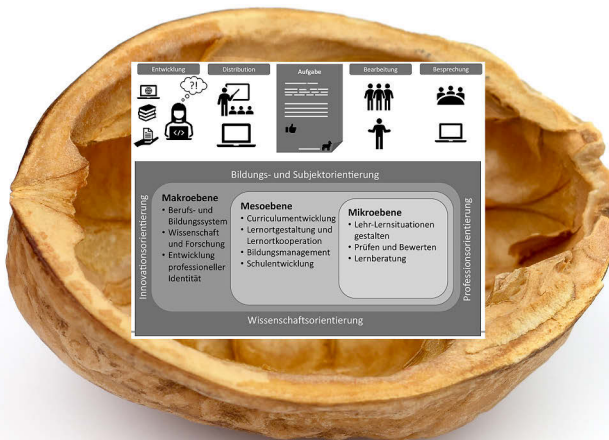 Entwicklung
Distribution
Aufgabe
Bearbeitung
Besprechung
?!
</>
Bildungs- und Subjektorientierung
Innovationsorientierung
Makroebene
• Berufs- und
Bildungssystem
• Wissenschaft
und Forschung
• Entwicklung
professioneller
Identität
Mesoebene
• Curriculumentwicklung
• Lernortgestaltung und
Lernortkooperation
• Bildungsmanagement
• Schulentwicklung
Mikroebene
• Lehr-Lernsituationen
gestalten
• Prüfen und Bewerten
• Lernberatung
Professionsorientierung
Wissenschaftsorientierung